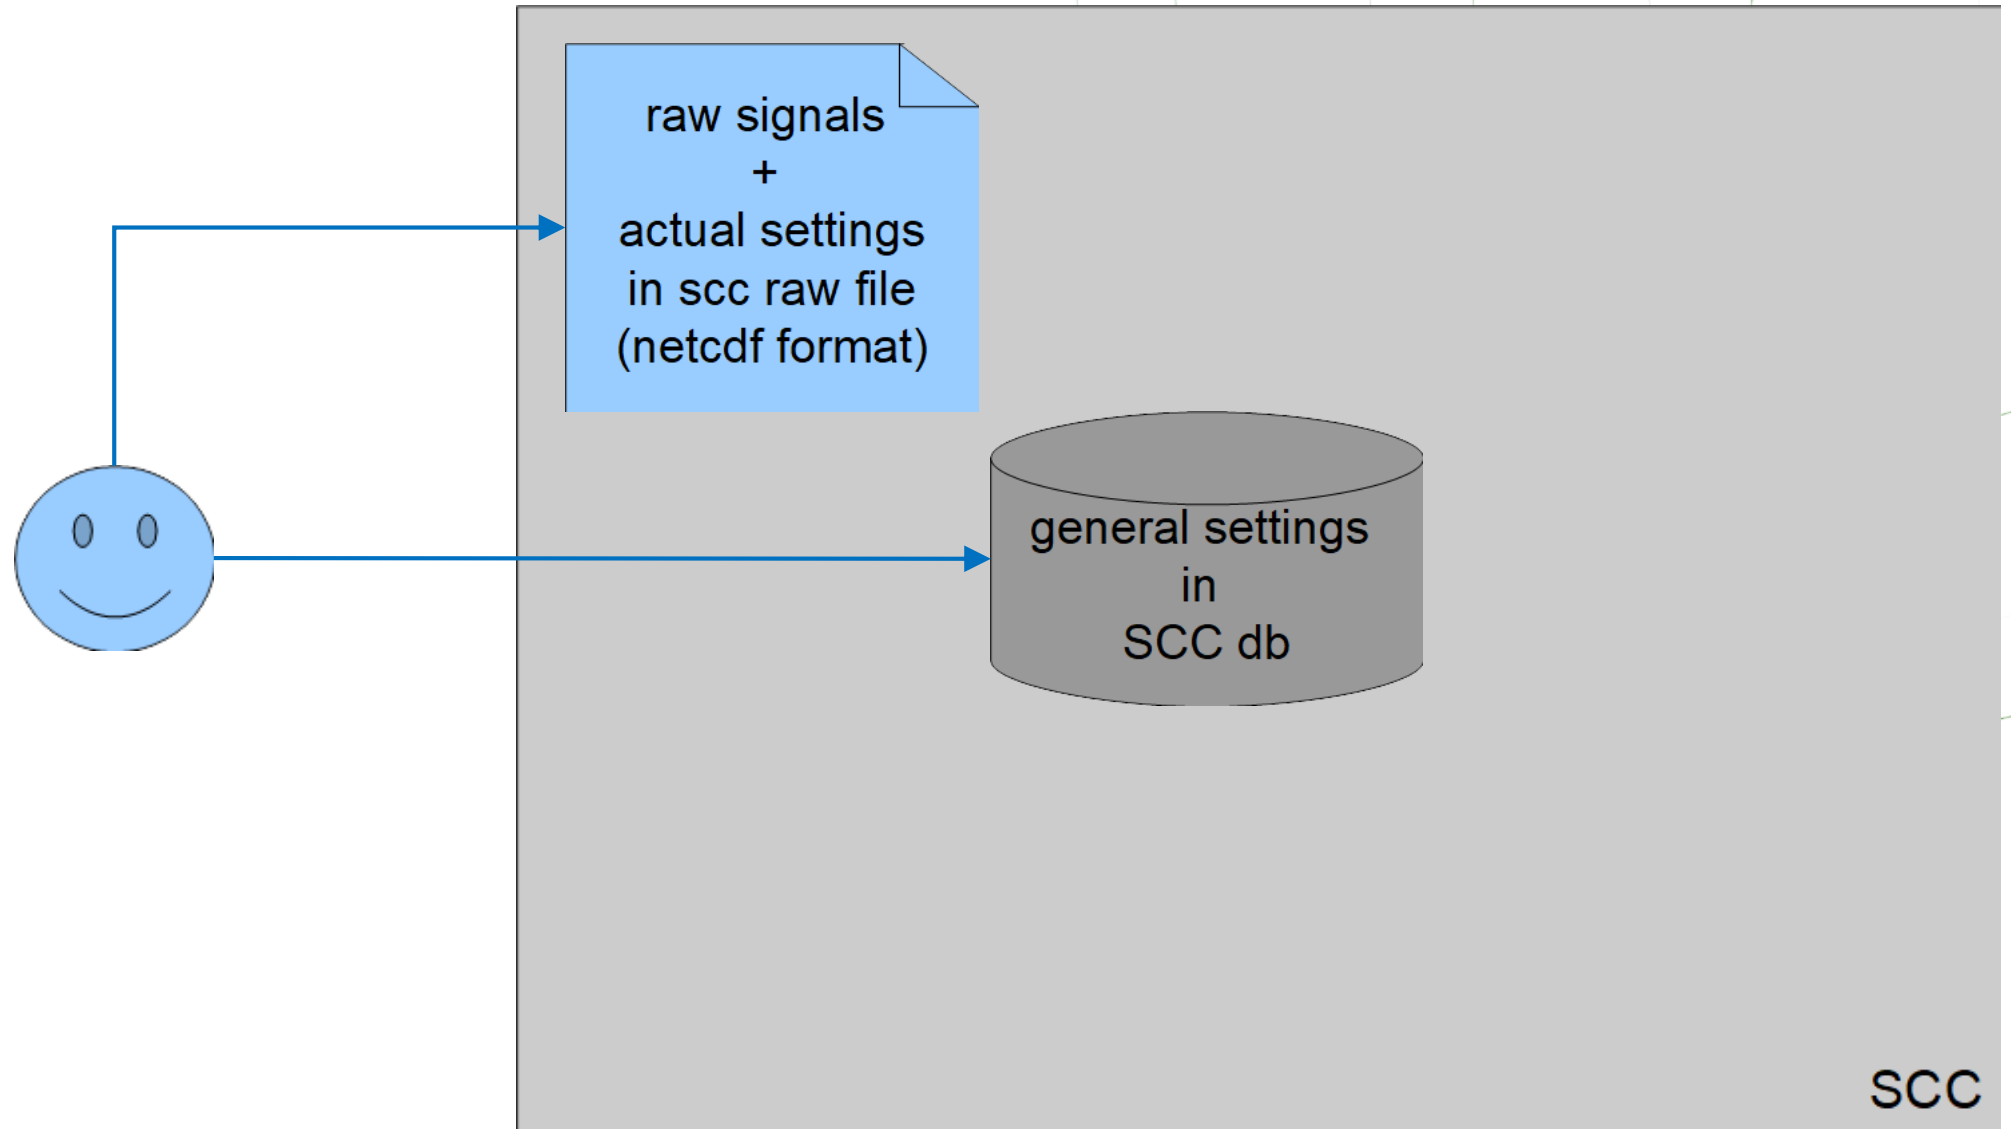 raw signals
+
actual settings
in scc raw file
(netcdf format)
general settings
in
SCC db
SCC